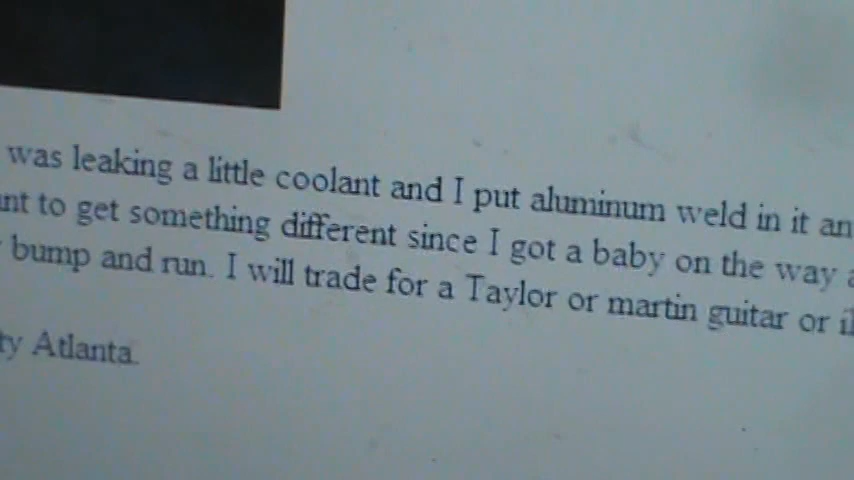 was leaking a little coolant and I put aluminum weld in it
to get something different since I got a baby on the way
bump and run. I will trade for a Taylor or martin guitar or
Atlanta.